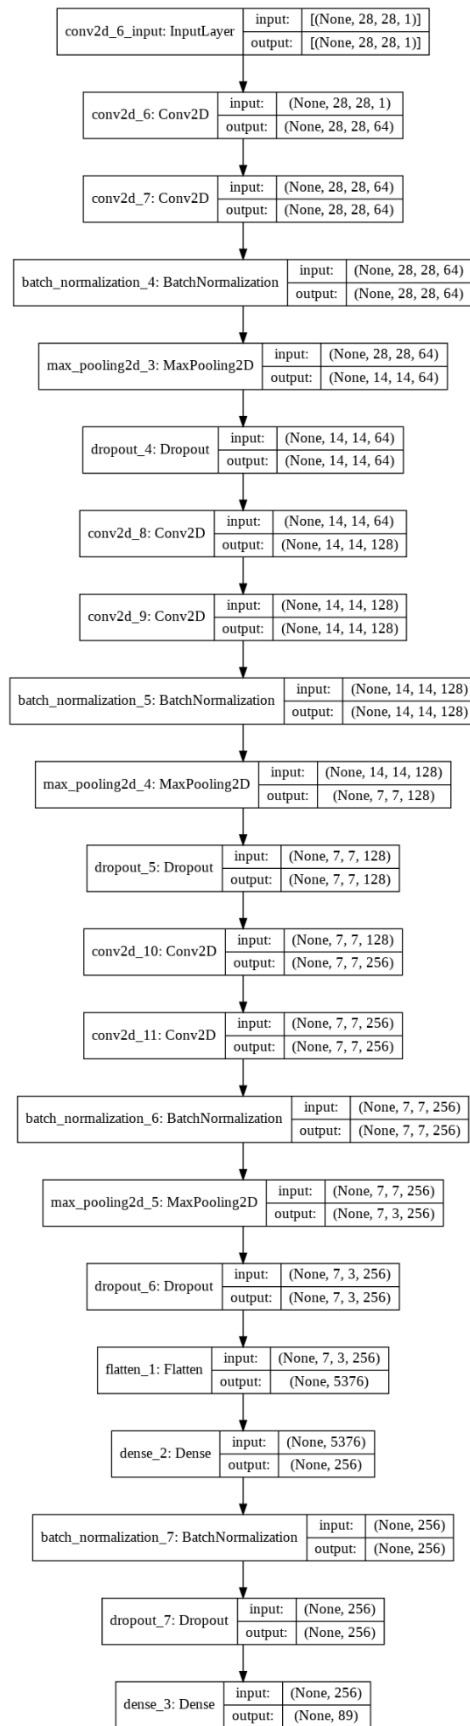 conv2d_6_input: InputLayer
input: [(None, 28, 28, 1)]
output: [(None, 28, 28, 1)]
conv2d_6: Conv2D
input: (None, 28, 28, 1)
output: (None, 28, 28, 64)
conv2d_7: Conv2D
input: (None, 28, 28, 64)
output: (None, 28, 28, 64)
batch_normalization_4: BatchNormalization
input: (None, 28, 28, 64)
output: (None, 28, 28, 64)
max_pooling2d_3: MaxPooling2D
input: (None, 28, 28, 64)
output: (None, 14, 14, 64)
dropout_4: Dropout
input: (None, 14, 14, 64)
output: (None, 14, 14, 64)
conv2d_8: Conv2D
input: (None, 14, 14, 64)
output: (None, 14, 14, 128)
conv2d_9: Conv2D
input: (None, 14, 14, 128)
output: (None, 14, 14, 128)
batch_normalization_5: BatchNormalization
input: (None, 14, 14, 128)
output: (None, 14, 14, 128)
max_pooling2d_4: MaxPooling2D
input: (None, 14, 14, 128)
output: (None, 7, 7, 128)
dropout_5: Dropout
input: (None, 7, 7, 128)
output: (None, 7, 7, 128)
conv2d_10: Conv2D
input: (None, 7, 7, 128)
output: (None, 7, 7, 256)
conv2d_11: Conv2D
input: (None, 7, 7, 256)
output: (None, 7, 7, 256)
batch_normalization_6: BatchNormalization
input: (None, 7, 7, 256)
output: (None, 7, 7, 256)
max_pooling2d_5: MaxPooling2D
input: (None, 7, 7, 256)
output: (None, 7, 3, 256)
dropout_6: Dropout
input: (None, 7, 3, 256)
output: (None, 7, 3, 256)
flatten_1: Flatten
input: (None, 7, 3, 256)
output: (None, 5376)
dense_2: Dense
input: (None, 5376)
output: (None, 256)
batch_normalization_7: BatchNormalization
input: (None, 256)
output: (None, 256)
dropout_7: Dropout
input: (None, 256)
output: (None, 256)
dense_3: Dense
input: (None, 256)
output: (None, 89)